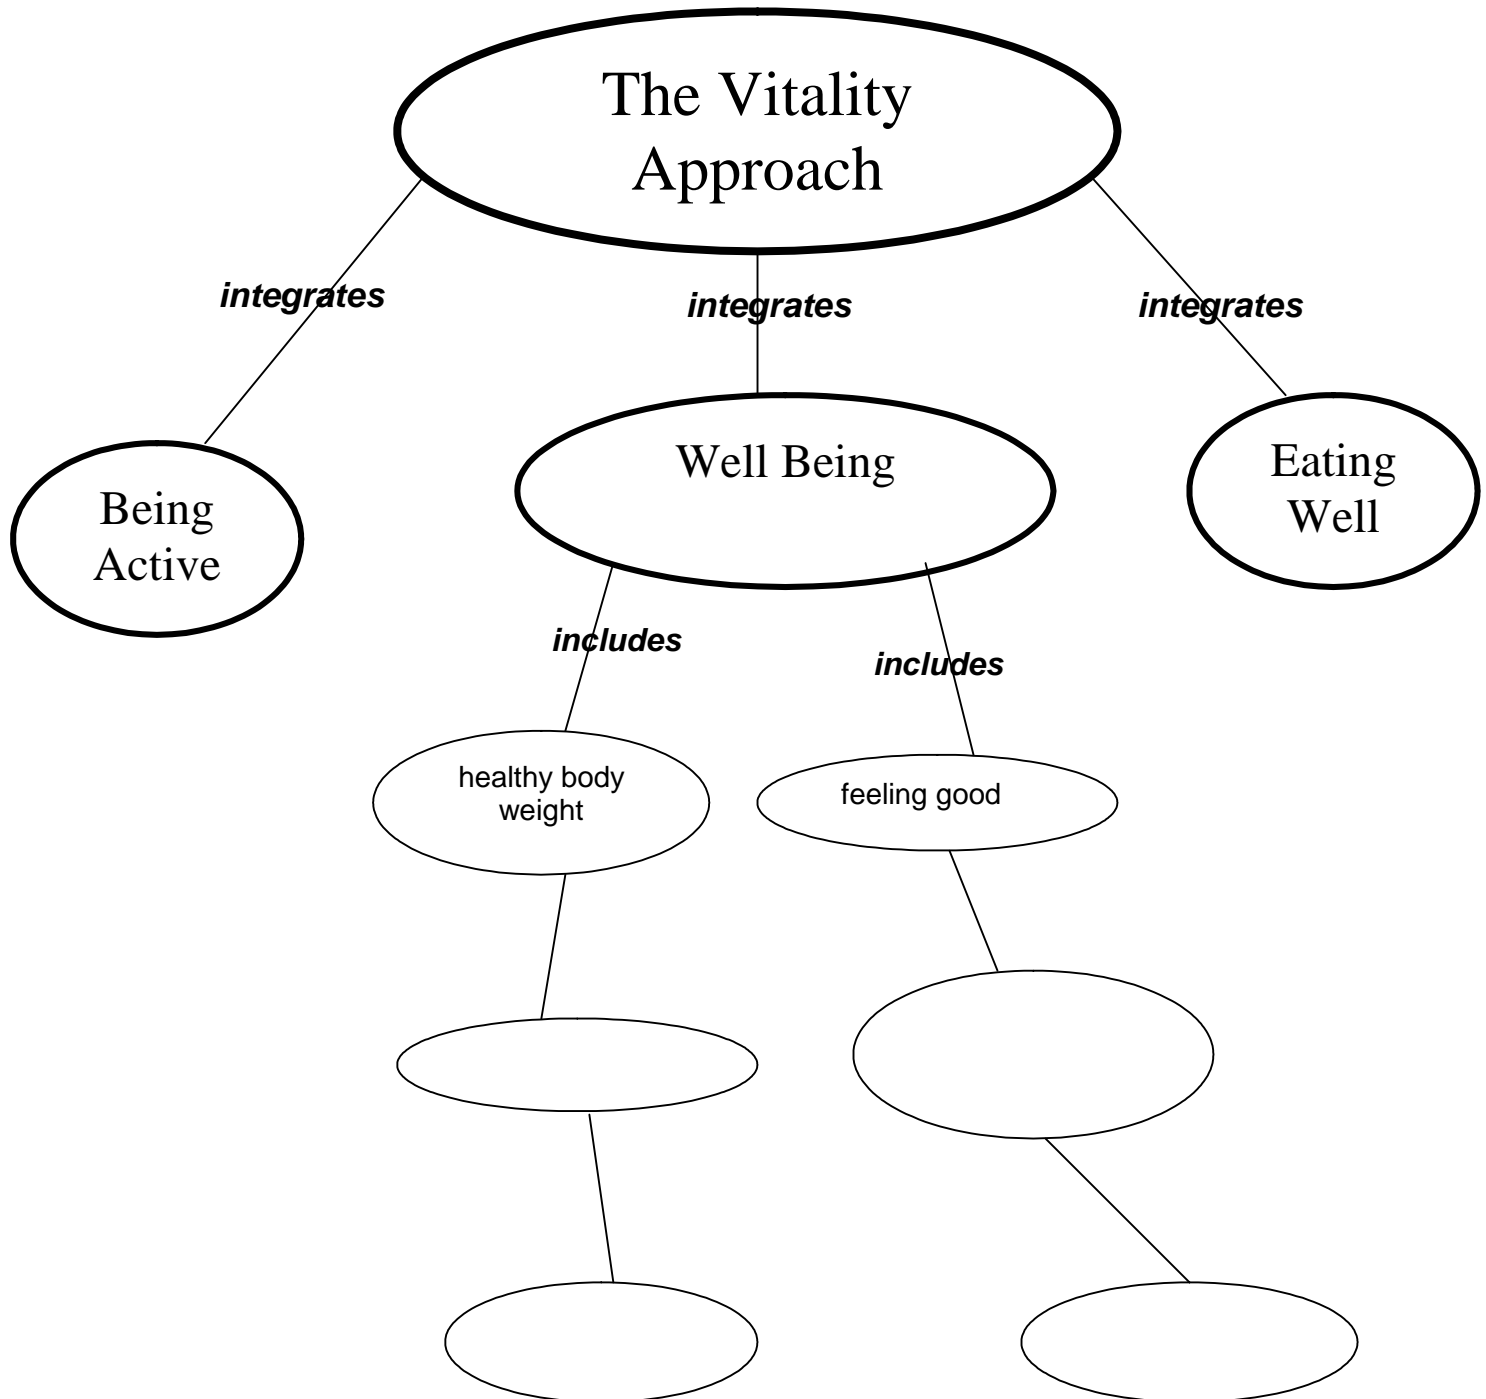 The Vitality
Approach
integrates
integrates
integrates
Being
Active
Well Being
Eating
Well
includes
includes
healthy body
weight
feeling good